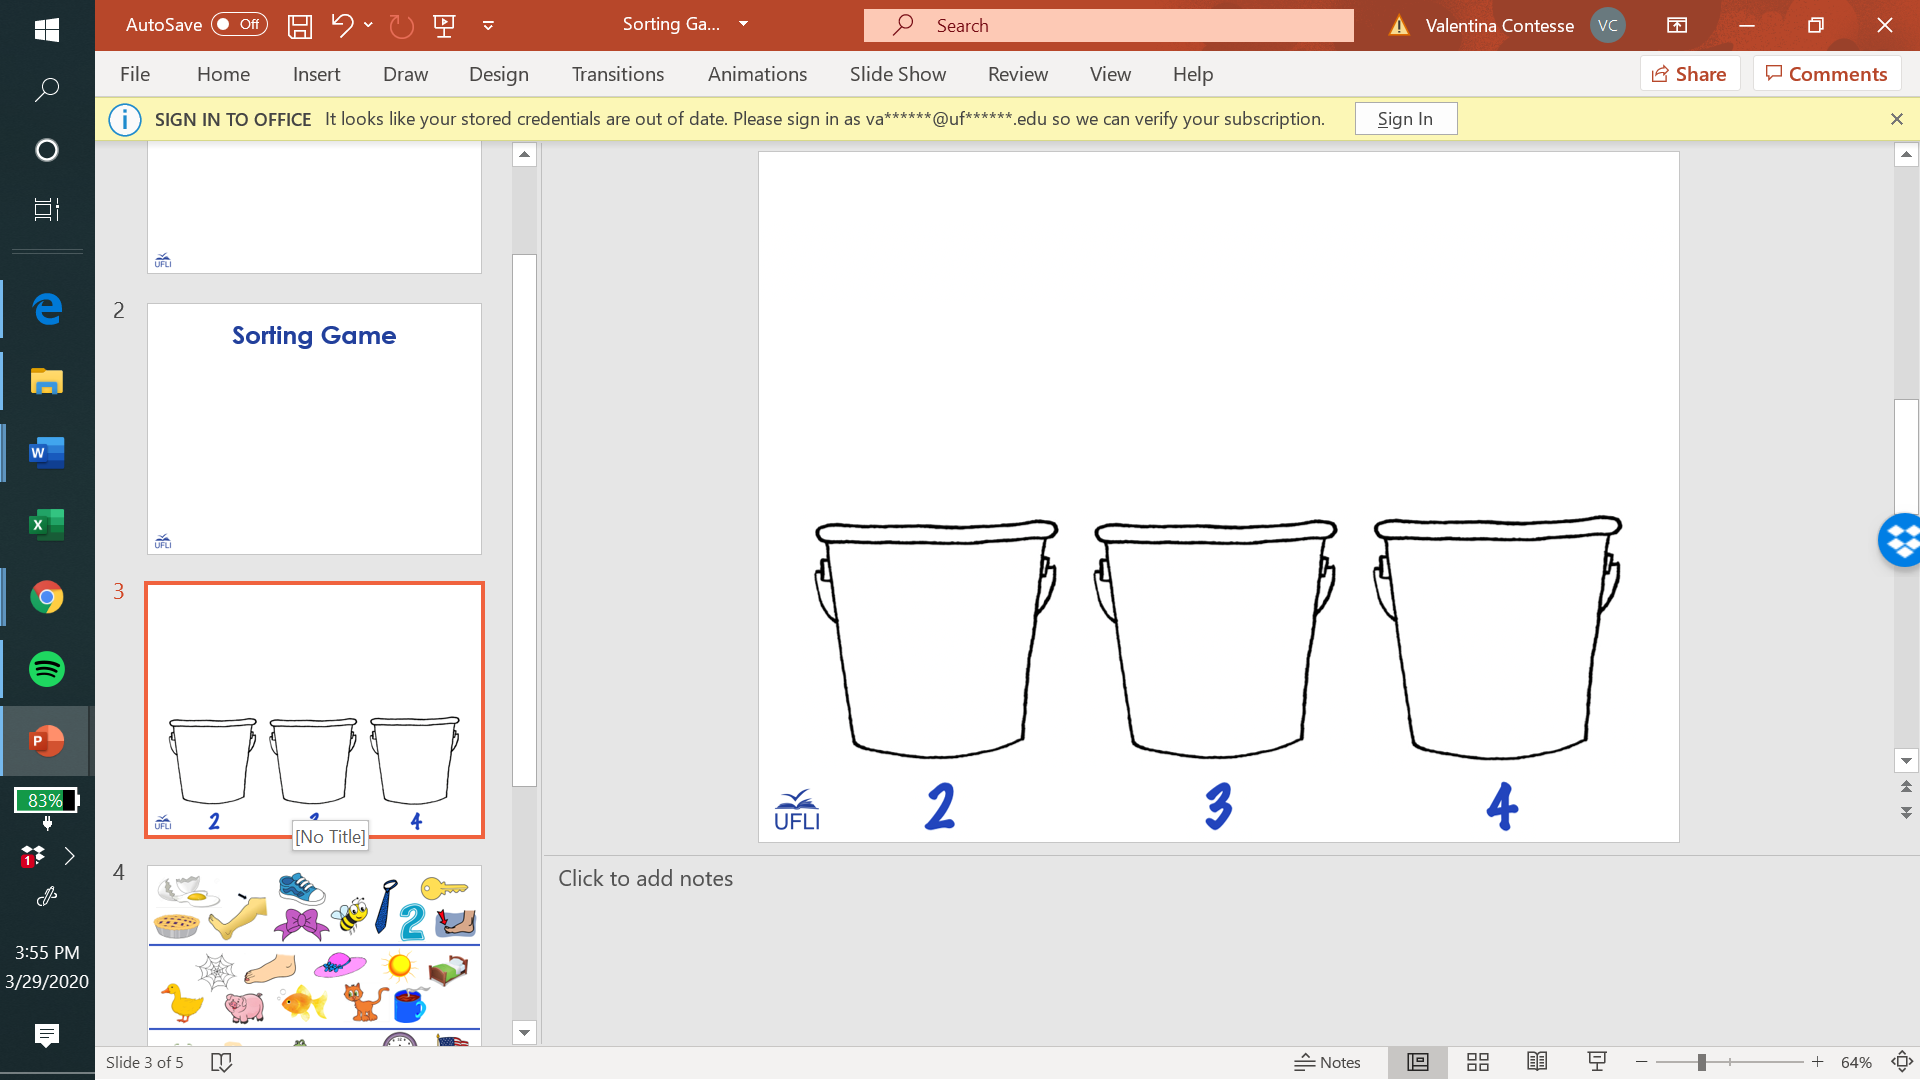 AutoSave Off
Sorting Ga...
Search
Valentina Contesse
VC
File Home Insert Draw Design Transitions Animations Slide Show Review View Help
Share
Comments
SIGN IN TO OFFICE It looks like your stored credentials are out of date. Please sign in as va******@uf******.edu so we can verify your subscription.
Sign In
UFLI
2
Sorting Game
UFLI
3
UFLI
2
4
[No Title]
4
2
UFLI
2
3
4
Click to add notes
W
X
P
83%
1
3:55 PM
3/29/2020
Slide 3 of 5
Notes
64%